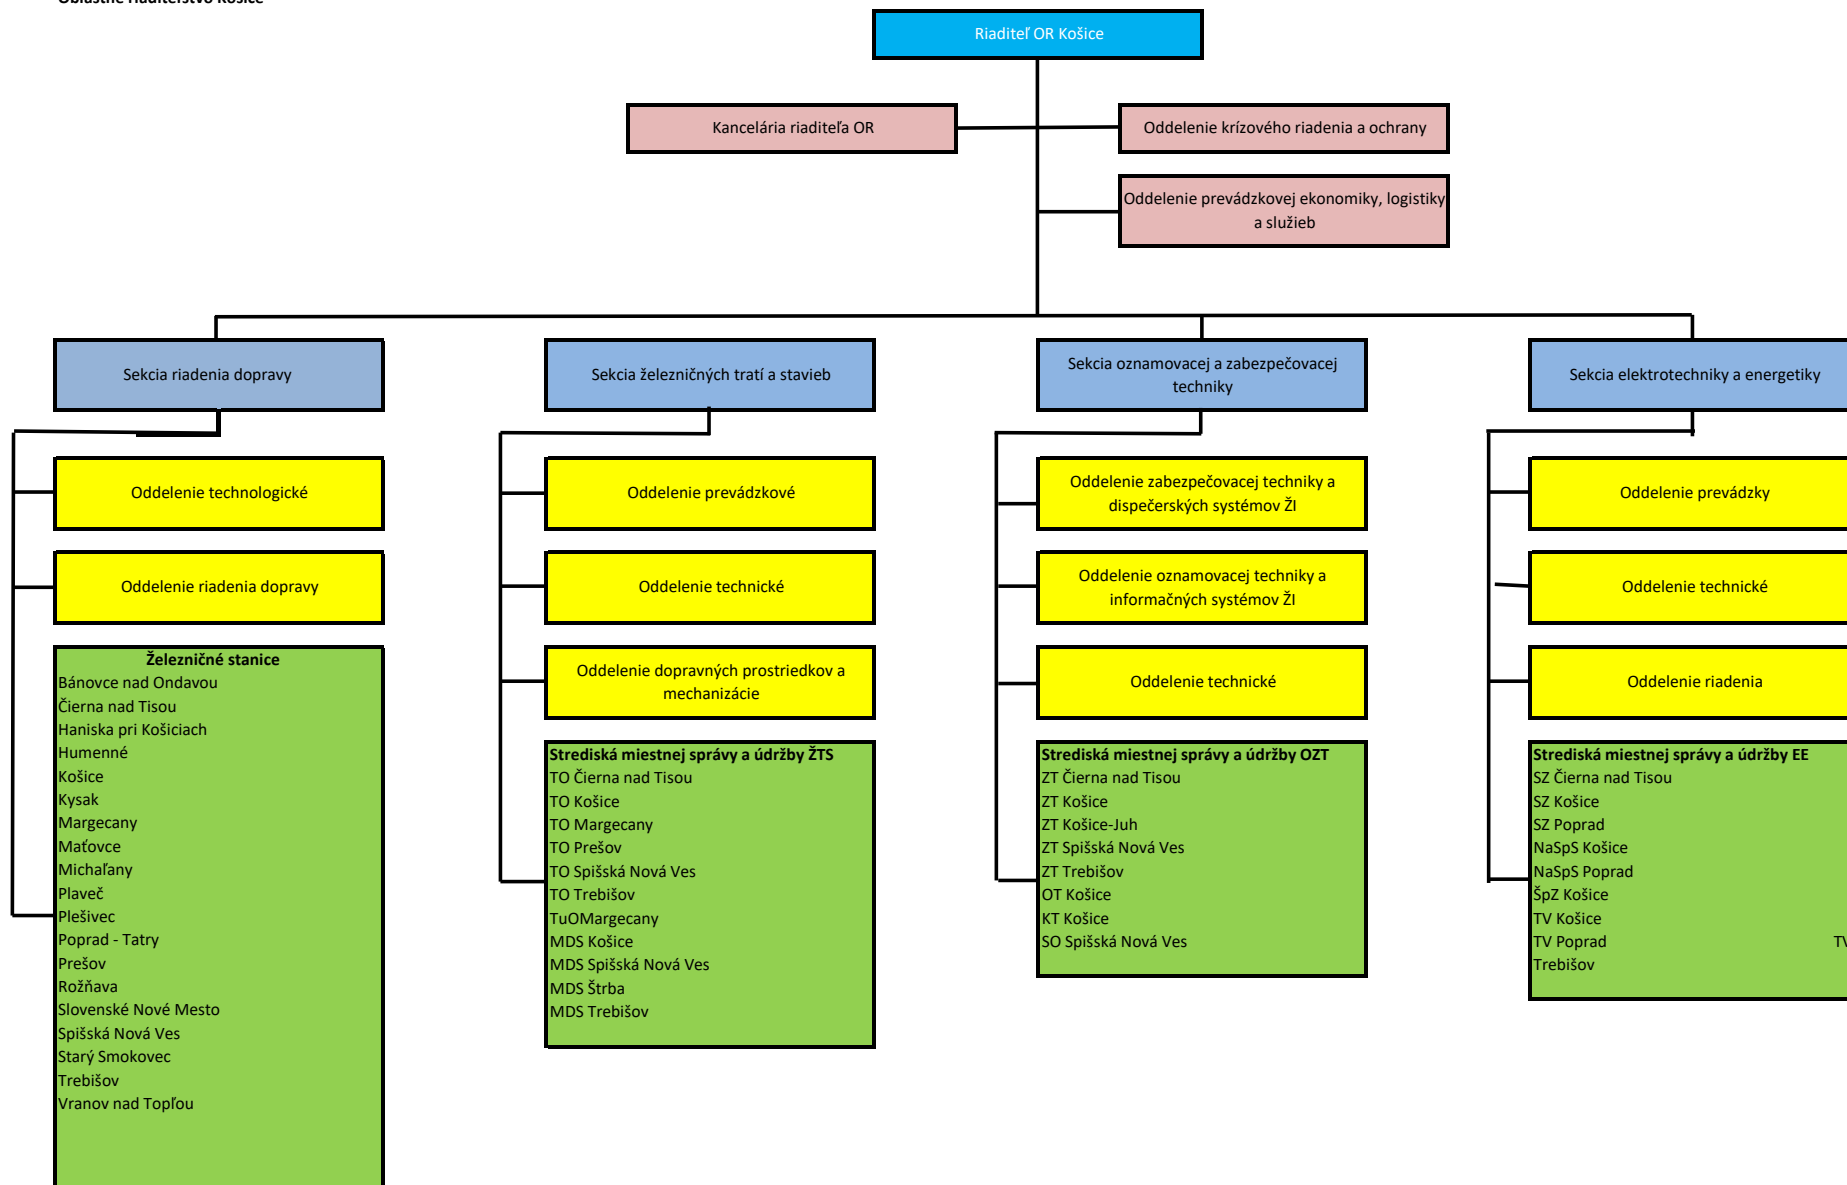 Oblastné riaditeľstvo Košice
Riaditeľ OR Košice
Kancelária riaditeľa OR
Oddelenie krízového riadenia a ochrany
Oddelenie prevádzkovej ekonomiky, logistiky
a služieb
Sekcia riadenia dopravy
Sekcia železničných tratí a stavieb
Sekcia oznamovacej a zabezpečovacej
techniky
Sekcia elektrotechniky a energetiky
Oddelenie technologické
Oddelenie riadenia dopravy
Železničné stanice
Bánovce nad Ondavou
Čierna nad Tisou
Haniska pri Košiciach
Humenné
Košice
Kysak
Margecany
Maťovce
Michaľany
Plaveč
Plešivec
Poprad - Tatry
Prešov
Rožňava
Slovenské Nové Mesto
Spišská Nová Ves
Starý Smokovec
Trebišov
Vranov nad Topľou
Oddelenie prevádzkové
Oddelenie technické
Oddelenie dopravných prostriedkov a
mechanizácie
Strediská miestnej správy a údržby ŽTS
TO Čierna nad Tisou
TO Košice
TO Margecany
TO Prešov
TO Spišská Nová Ves
TO Trebišov
TuOMargecany
MDS Košice
MDS Spišská Nová Ves
MDS Štrba
MDS Trebišov
Oddelenie zabezpečovacej techniky a
dispečerských systémov ŽI
Oddelenie oznamovacej techniky a
informačných systémov ŽI
Oddelenie technické
Strediská miestnej správy a údržby OZT
ZT Čierna nad Tisou
ZT Košice
ZT Košice-Juh
ZT Spišská Nová Ves
ZT Trebišov
OT Košice
KT Košice
SO Spišská Nová Ves
Oddelenie prevádzky
Oddelenie technické
Oddelenie riadenia
Strediská miestnej správy a údržby EE
SZ Čierna nad Tisou
SZ Košice
SZ Poprad
NaSpS Košice
NaSpS Poprad
ŠpZ Košice
TV Košice
TV Poprad TV
Trebišov